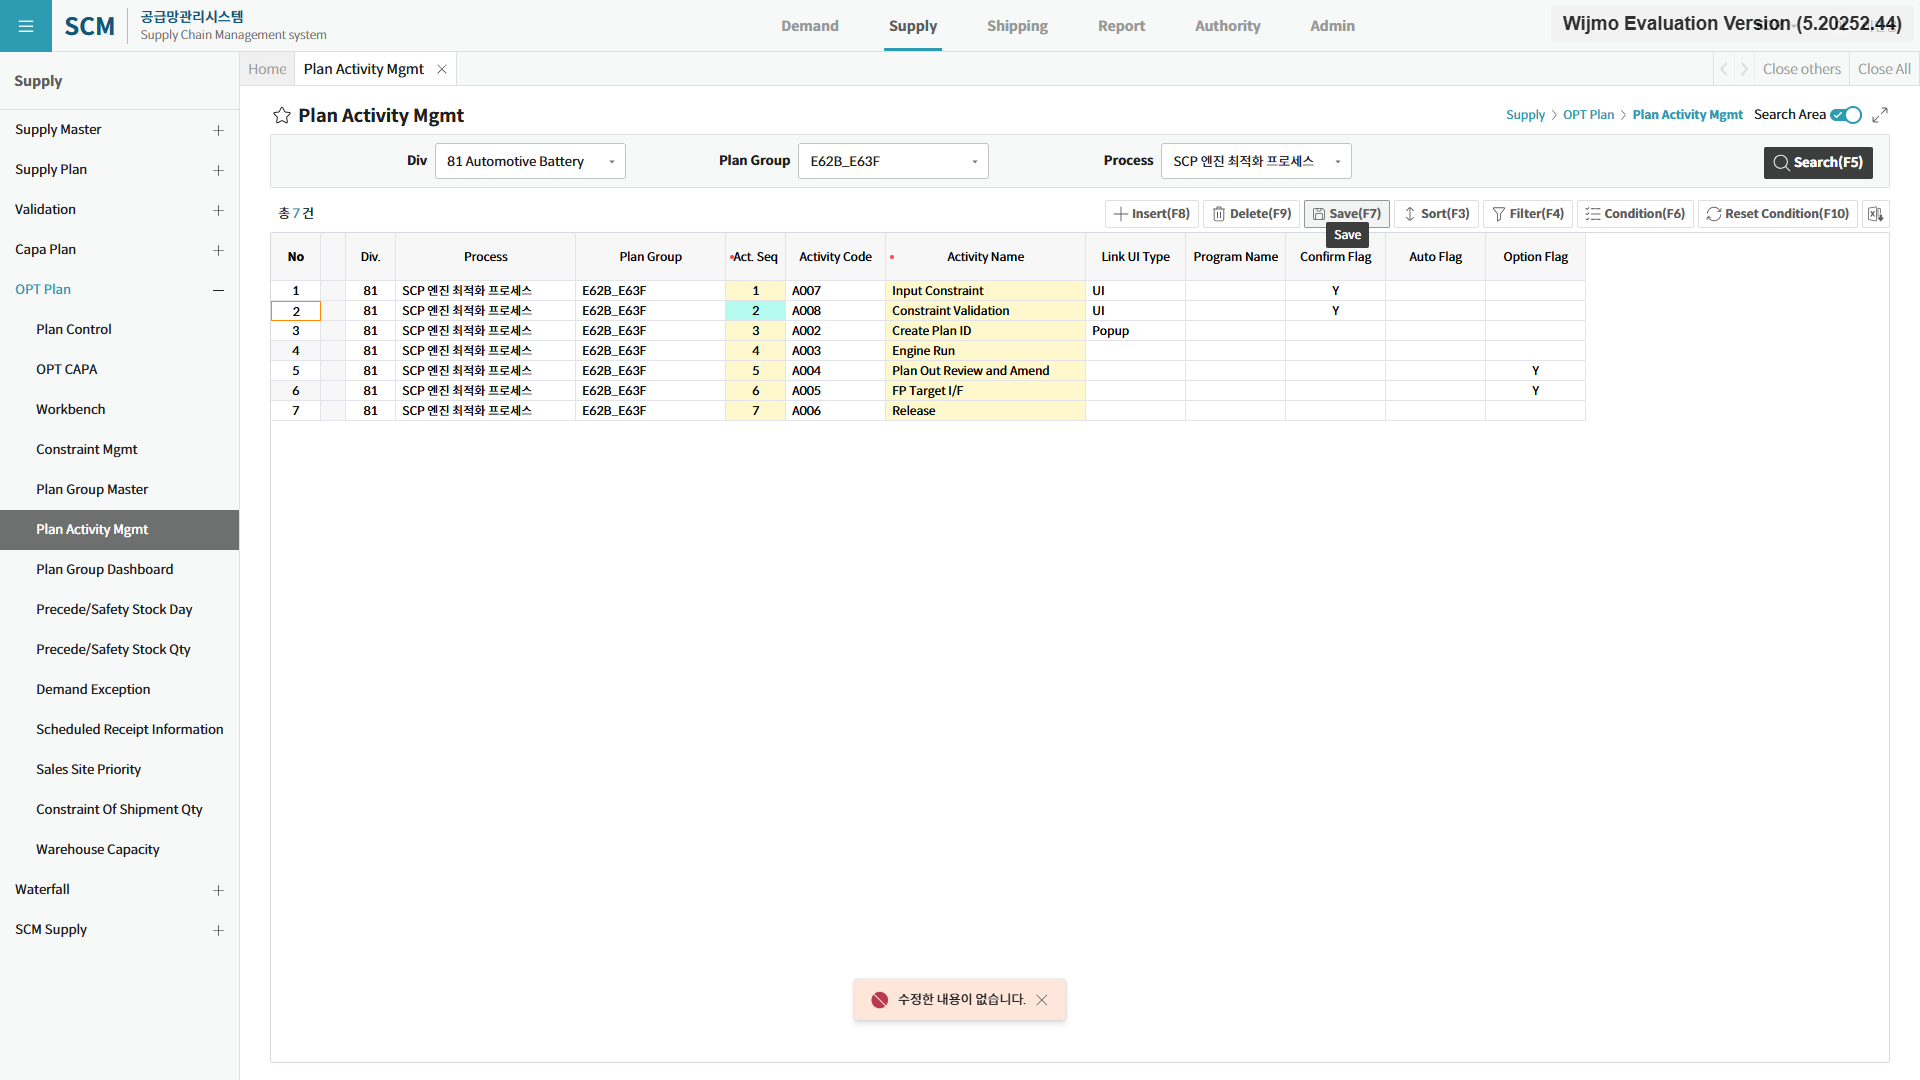 SCM 공급망관리시스템
Supply Chain Management system
Demand Supply Shipping Report Authority Admin
Wijmo Evaluation Version (5.20252.44)
Supply
Home Plan Activity Mgmt
Close others Close All
Supply Master
Supply Plan
Validation
Capa Plan
OPT Plan
Plan Control
OPT CAPA
Workbench
Constraint Mgmt
Plan Group Master
Plan Activity Mgmt
Plan Group Dashboard
Precede/Safety Stock Day
Precede/Safety Stock Qty
Demand Exception
Scheduled Receipt Information
Sales Site Priority
Constraint Of Shipment Qty
Warehouse Capacity
Waterfall
SCM Supply
Plan Activity Mgmt
Supply > OPT Plan > Plan Activity Mgmt Search Area
Div 81 Automotive Battery Plan Group E62B_E63F Process SCP 엔진 최적화 프로세스 Search(F5)
총 7 건
Insert(F8) Delete(F9) Save(F7) Sort(F3) Filter(F4) Condition(F6) Reset Condition(F10)
Save
No Div. Process Plan Group Act. Seq Activity Code Activity Name Link UI Type Program Name Confirm Flag Auto Flag Option Flag
1 81 SCP 엔진 최적화 프로세스 E62B_E63F 1 A007 Input Constraint UI Y
2 81 SCP 엔진 최적화 프로세스 E62B_E63F 2 A008 Constraint Validation UI Y
3 81 SCP 엔진 최적화 프로세스 E62B_E63F 3 A002 Create Plan ID Popup
4 81 SCP 엔진 최적화 프로세스 E62B_E63F 4 A003 Engine Run
5 81 SCP 엔진 최적화 프로세스 E62B_E63F 5 A004 Plan Out Review and Amend Y
6 81 SCP 엔진 최적화 프로세스 E62B_E63F 6 A005 FP Target I/F Y
7 81 SCP 엔진 최적화 프로세스 E62B_E63F 7 A006 Release
수정한 내용이 없습니다.